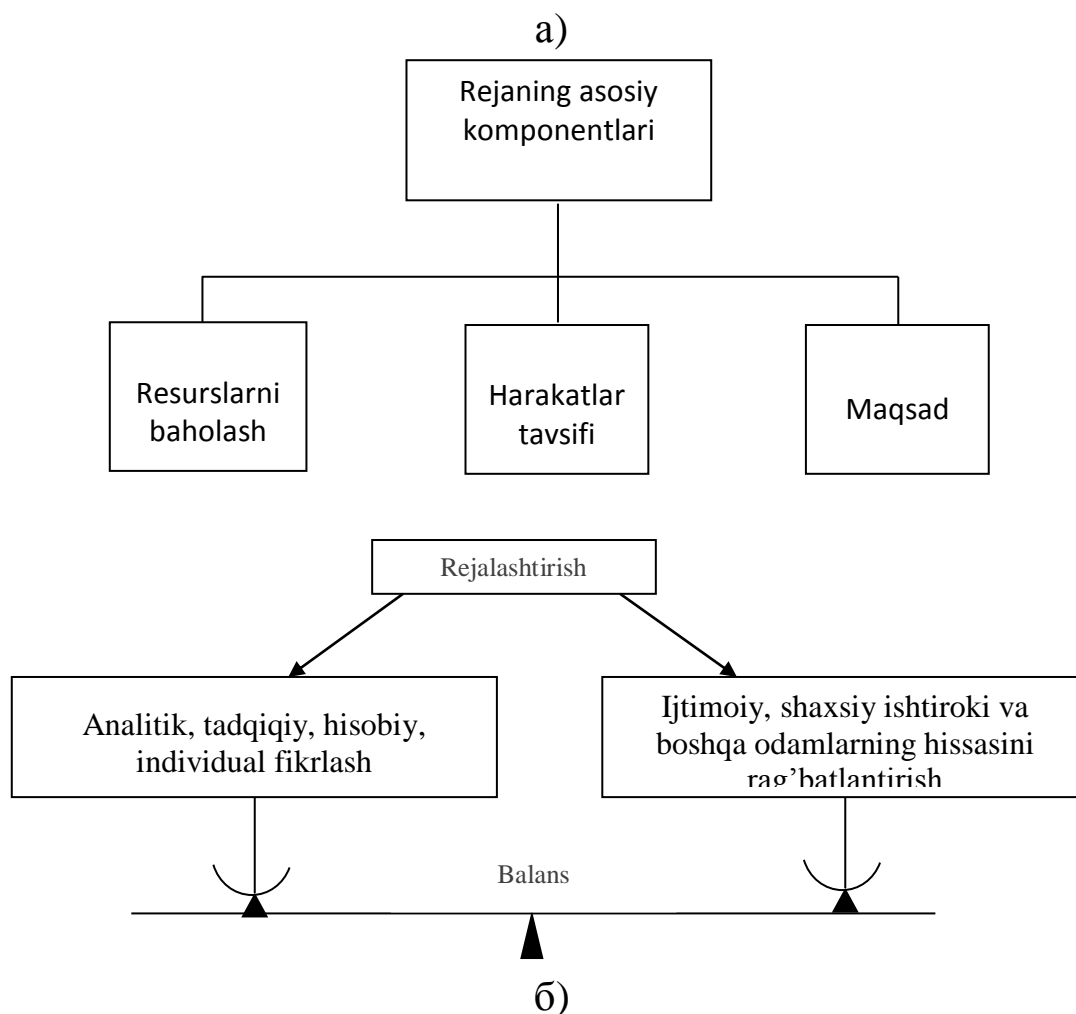 а)
Rejaning asosiy
komponentlari
Resurslarni
baholash
Harakatlar
tavsifi
Maqsad
Rejalashtirish
Analitik, tadqiqiy, hisobiy,
individual fikrlash
Ijtimoiy, shaxsiy ishtiroki va
boshqa odamlarning hissasini
rag’batlantirish
Balans
б)